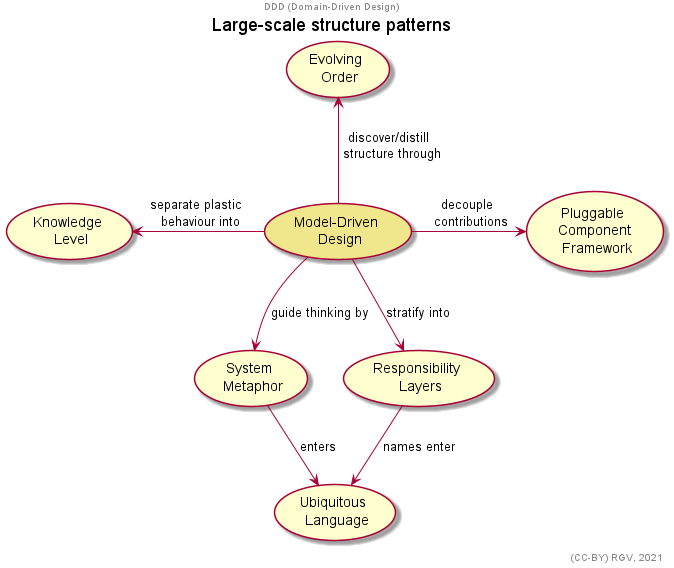 DDD (Domain-Driven Design)
Large-scale structure patterns
Evolving
Order
discover/distill
structure through
separate plastic
behaviour into
decouple
contributions
Knowledge
Level
Model-Driven
Design
Pluggable
Component
Framework
guide thinking by
stratify into
System
Metaphor
Responsibility
Layers
enters
names enter
Ubiquitous
Language
(CC-BY) RGV, 2021